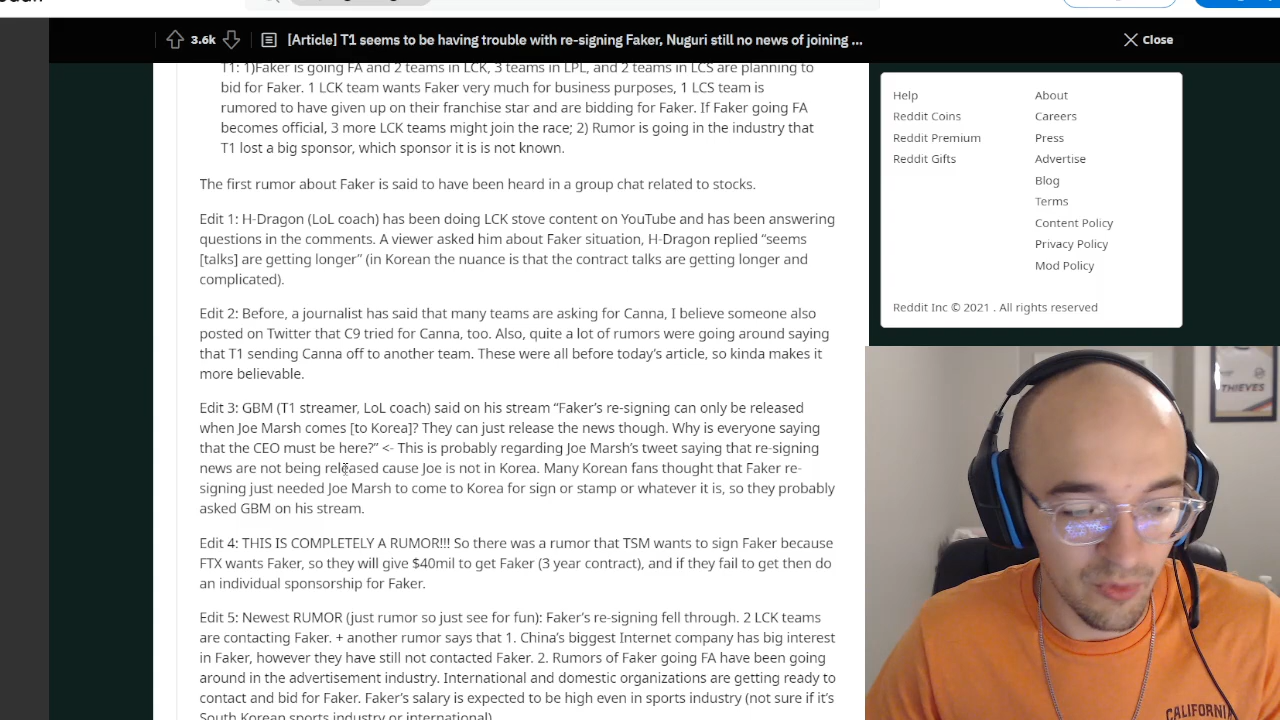 3.6k
[Article] T1 seems to be having trouble with re-signing Faker, Nuguri still no news of joining ...
Close
T1: 1)Faker is going FA and 2 teams in LCK, 3 teams in LPL, and 2 teams in LCS are planning to
bid for Faker. 1 LCK team wants Faker very much for business purposes, 1 LCS team is
rumored to have given up on their franchise star and are bidding for Faker. If Faker going FA
becomes official, 3 more LCK teams might join the race; 2) Rumor is going in the industry that
T1 lost a big sponsor, which sponsor it is is not known.
The first rumor about Faker is said to have been heard in a group chat related to stocks.
Edit 1: H-Dragon (LoL coach) has been doing LCK stove content on YouTube and has been answering
questions in the comments. A viewer asked him about Faker situation, H-Dragon replied “seems
[talks] are getting longer” (in Korean the nuance is that the contract talks are getting longer and
complicated).
Edit 2: Before, a journalist has said that many teams are asking for Canna, I believe someone also
posted on Twitter that C9 tried for Canna, too. Also, quite a lot of rumors were going around saying
that T1 sending Canna off to another team. These were all before today’s article, so kinda makes it
more believable.
Edit 3: GBM (T1 streamer, LoL coach) said on his stream “Faker’s re-signing can only be released
when Joe Marsh comes [to Korea]? They can just release the news though. Why is everyone saying
that the CEO must be here?” <- This is probably regarding Joe Marsh’s tweet saying that re-signing
news are not being released cause Joe is not in Korea. Many Korean fans thought that Faker re-
signing just needed Joe Marsh to come to Korea for sign or stamp or whatever it is, so they probably
asked GBM on his stream.
Edit 4: THIS IS COMPLETELY A RUMOR!!! So there was a rumor that TSM wants to sign Faker because
FTX wants Faker, so they will give $40mil to get Faker (3 year contract), and if they fail to get then do
an individual sponsorship for Faker.
Edit 5: Newest RUMOR (just rumor so just see for fun): Faker’s re-signing fell through. 2 LCK teams
are contacting Faker. + another rumor says that 1. China’s biggest Internet company has big interest
in Faker, however they have still not contacted Faker. 2. Rumors of Faker going FA have been going
around in the advertisement industry. International and domestic organizations are getting ready to
contact and bid for Faker. Faker’s salary is expected to be high even in sports industry (not sure if it’s
South Korean sports industry or international)
Help
About
Reddit Coins
Careers
Reddit Premium
Press
Reddit Gifts
Advertise
Blog
Terms
Content Policy
Privacy Policy
Mod Policy
Reddit Inc © 2021 . All rights reserved
THIEVES
CALIFORNIA